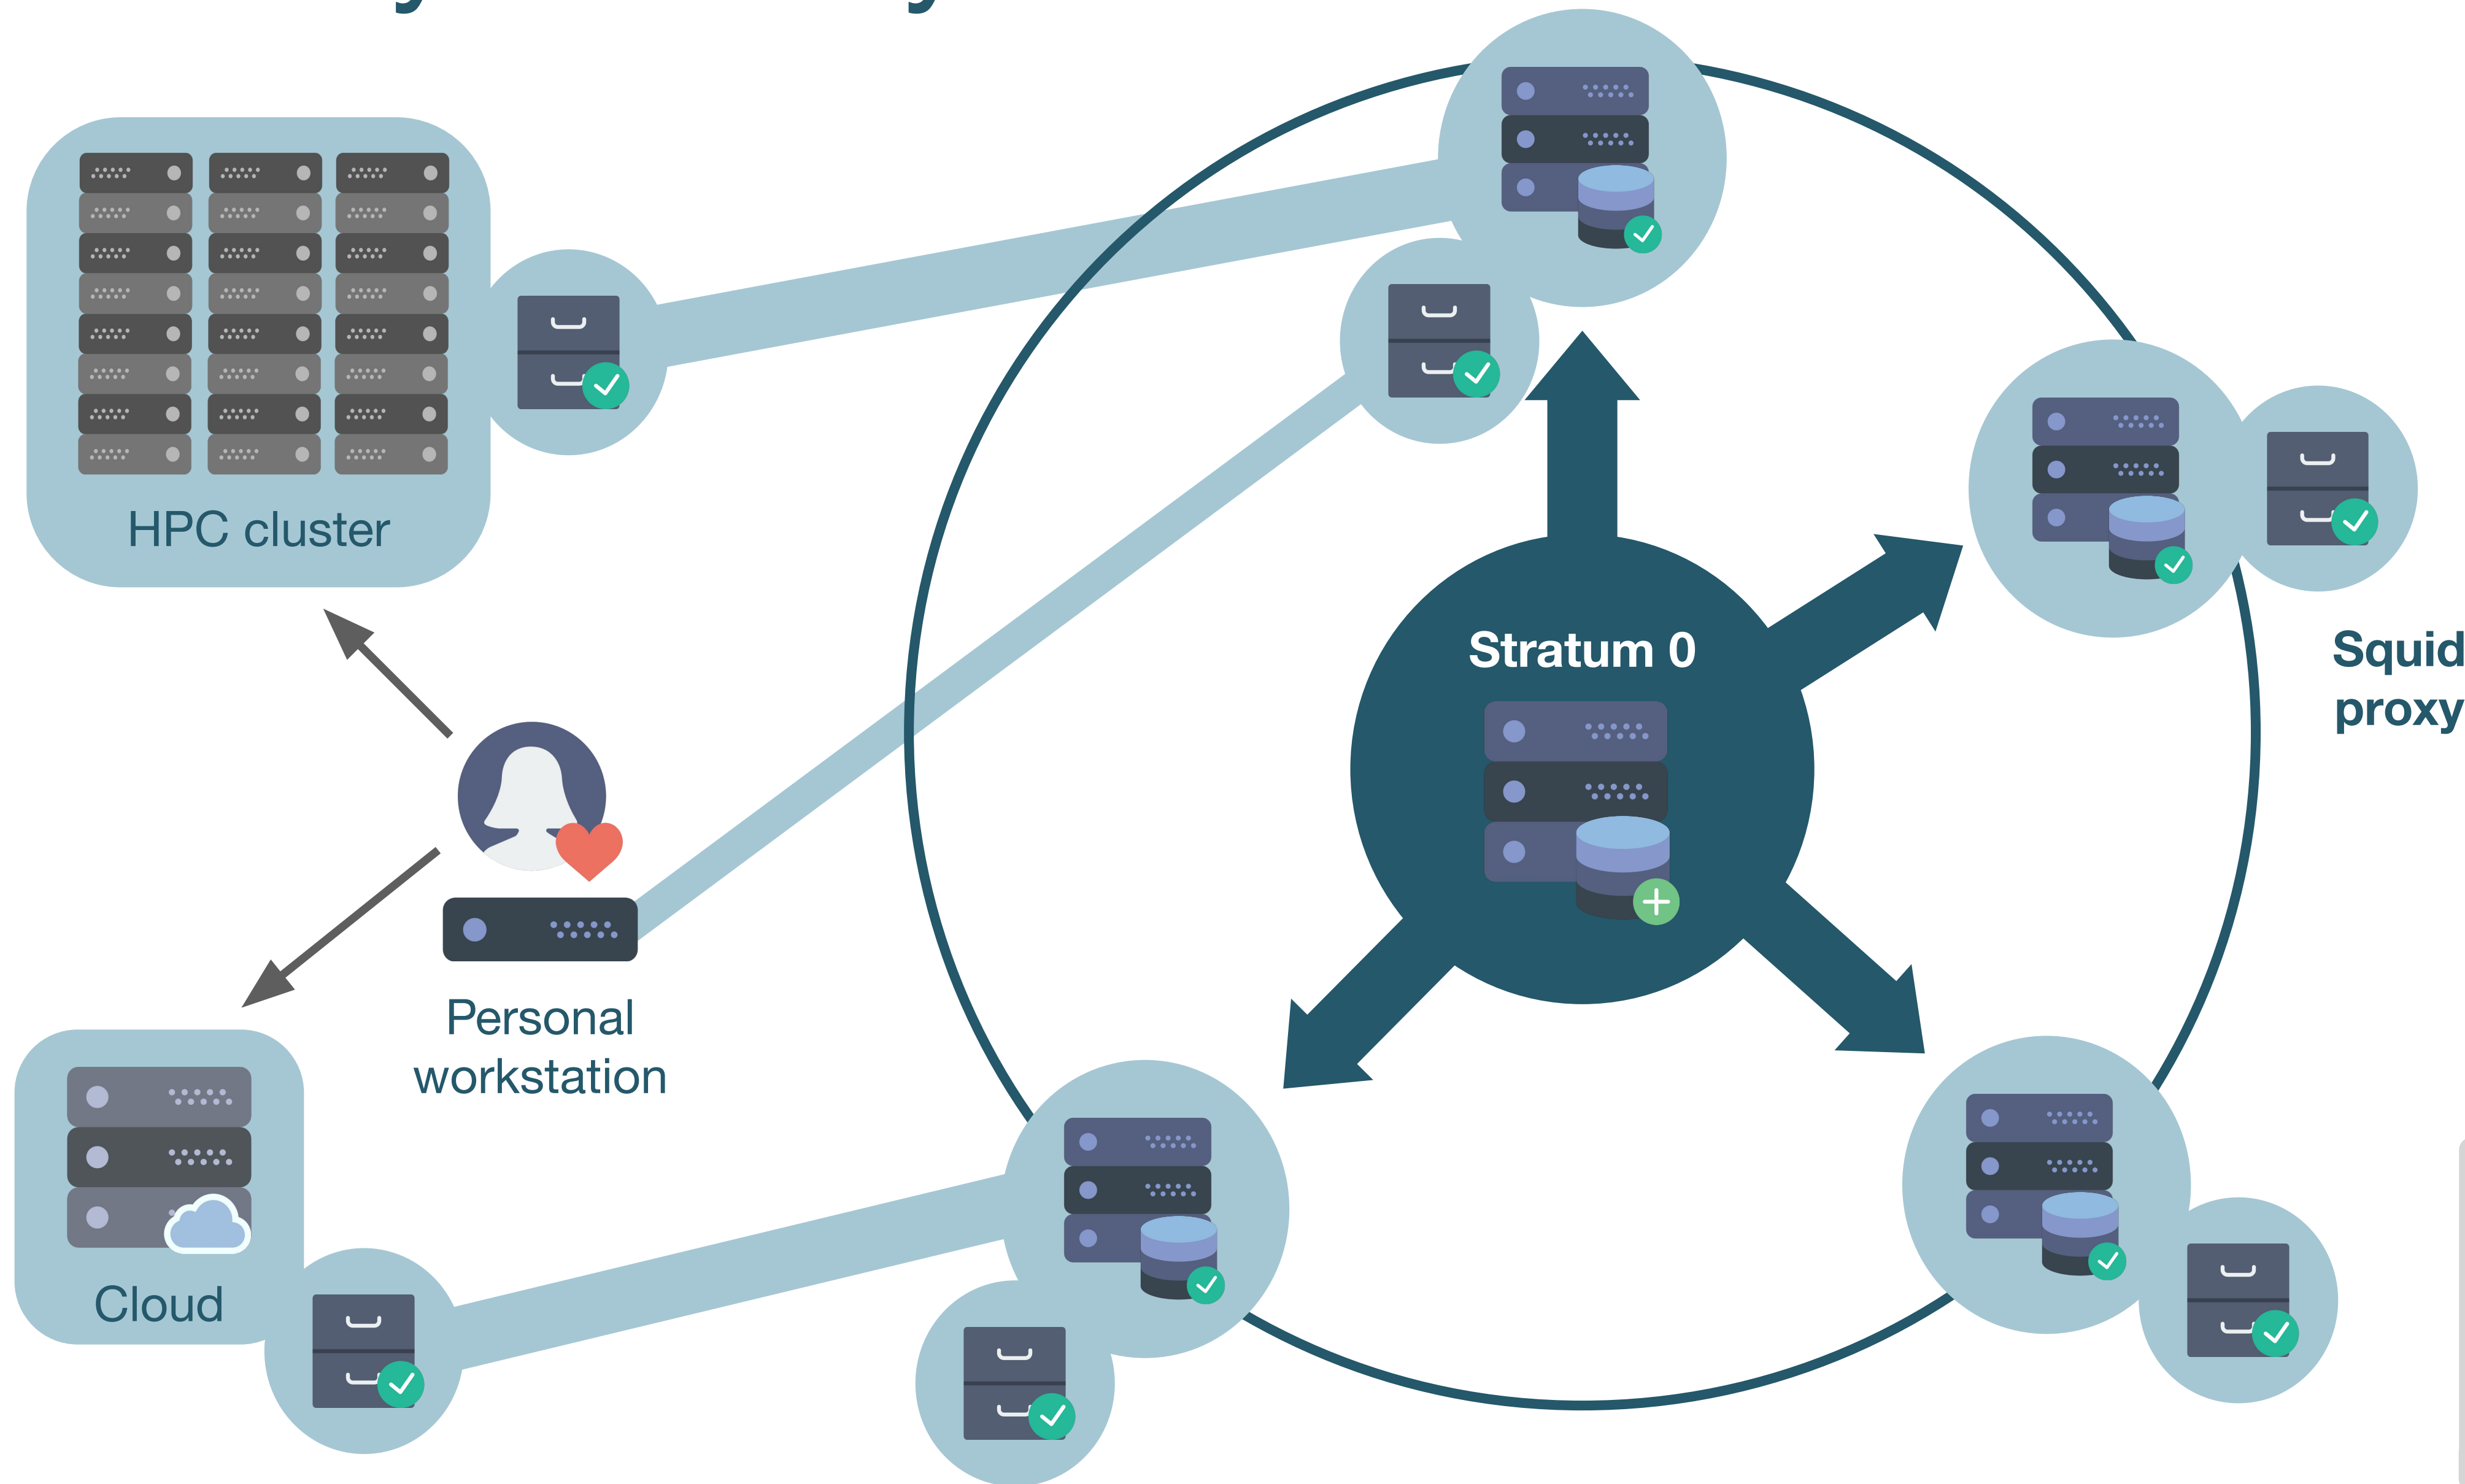 HPC cluster
Stratum 0
Squid
proxy
Personal
workstation
Cloud